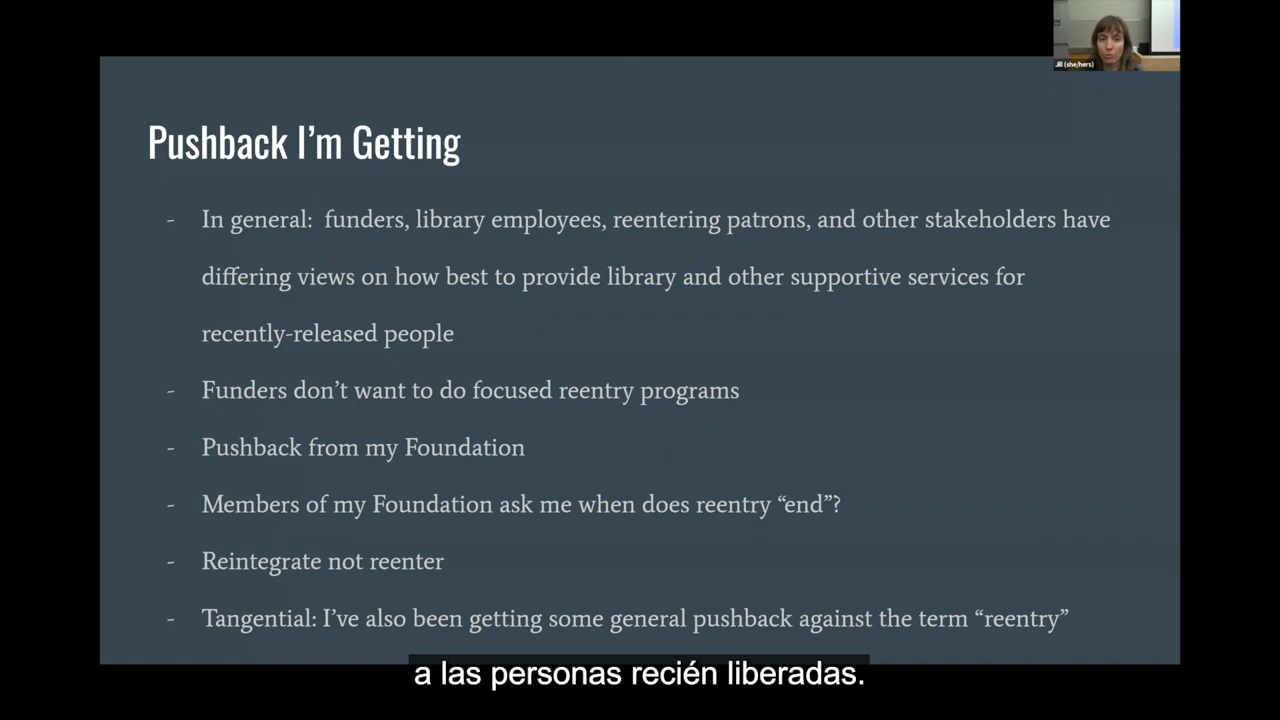 Jill (she/hers)
Pushback I'm Getting
- In general:  funders, library employees, reentering patrons, and other stakeholders have
differing views on how best to provide library and other supportive services for
recently-released people
- Funders don't want to do focused reentry programs
- Pushback from my Foundation
- Members of my Foundation ask me when does reentry “end”?
- Reintegrate not reenter
- Tangential: I've also been getting some general pushback against the term “reentry”
a las personas recién liberadas.